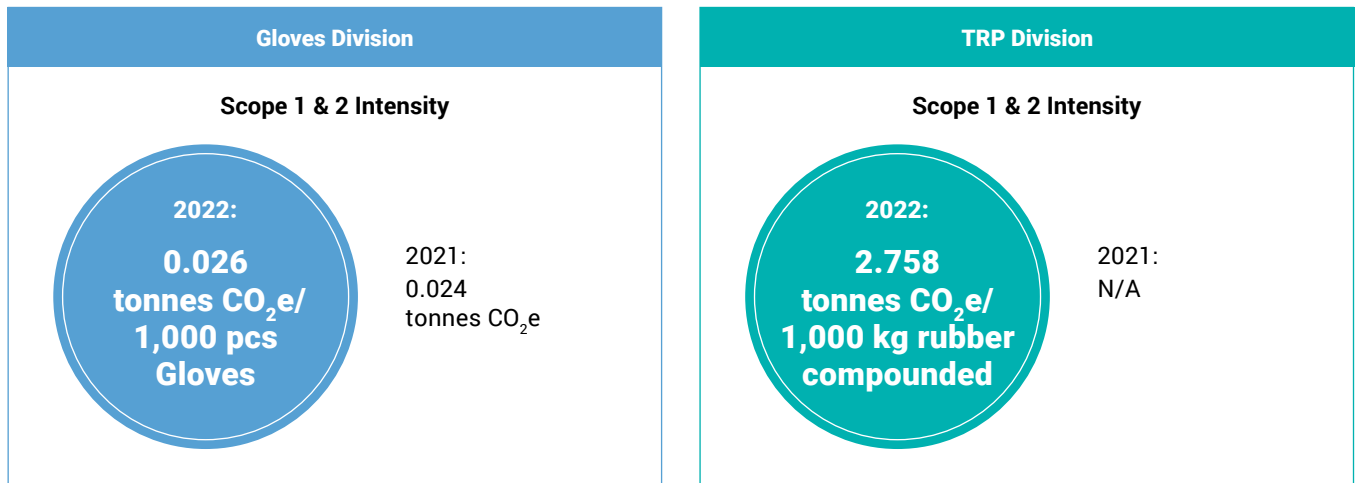 Gloves Division
Scope 1 & 2 Intensity
2022:
0.026
tonnes CO₂e/
1,000 pcs
Gloves
2021:
0.024
tonnes CO₂e
TRP Division
Scope 1 & 2 Intensity
2022:
2.758
tonnes CO₂e/
1,000 kg rubber
compounded
2021:
N/A